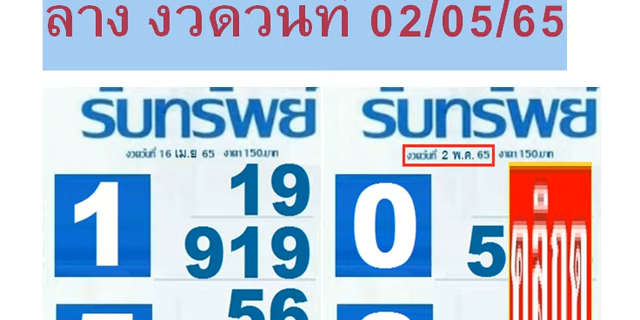 ล่าง งวดวันที่ 02/05/65
รับทรัพย์ รับทรัพย์
งวดวันที่ 16 เม.ย 65 ราคา 150.บาท งวดวันที่ 2 พ.ค. 65 ราคา 150.บาท
1 19 0
919 5
56